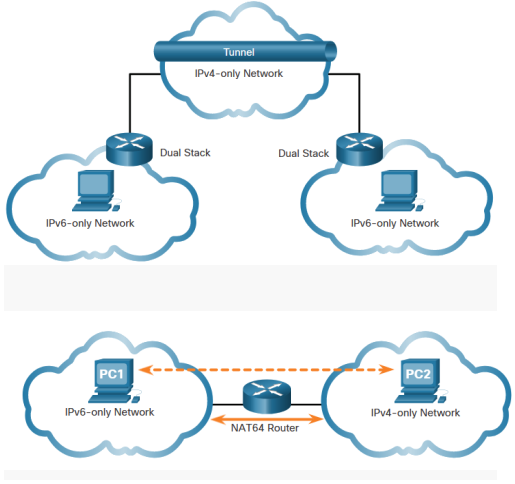 Tunnel
IPv4-only Network
Dual Stack
Dual Stack
IPv6-only Network
IPv6-only Network
PC1
PC2
IPv6-only Network
IPv4-only Network
NAT64 Router